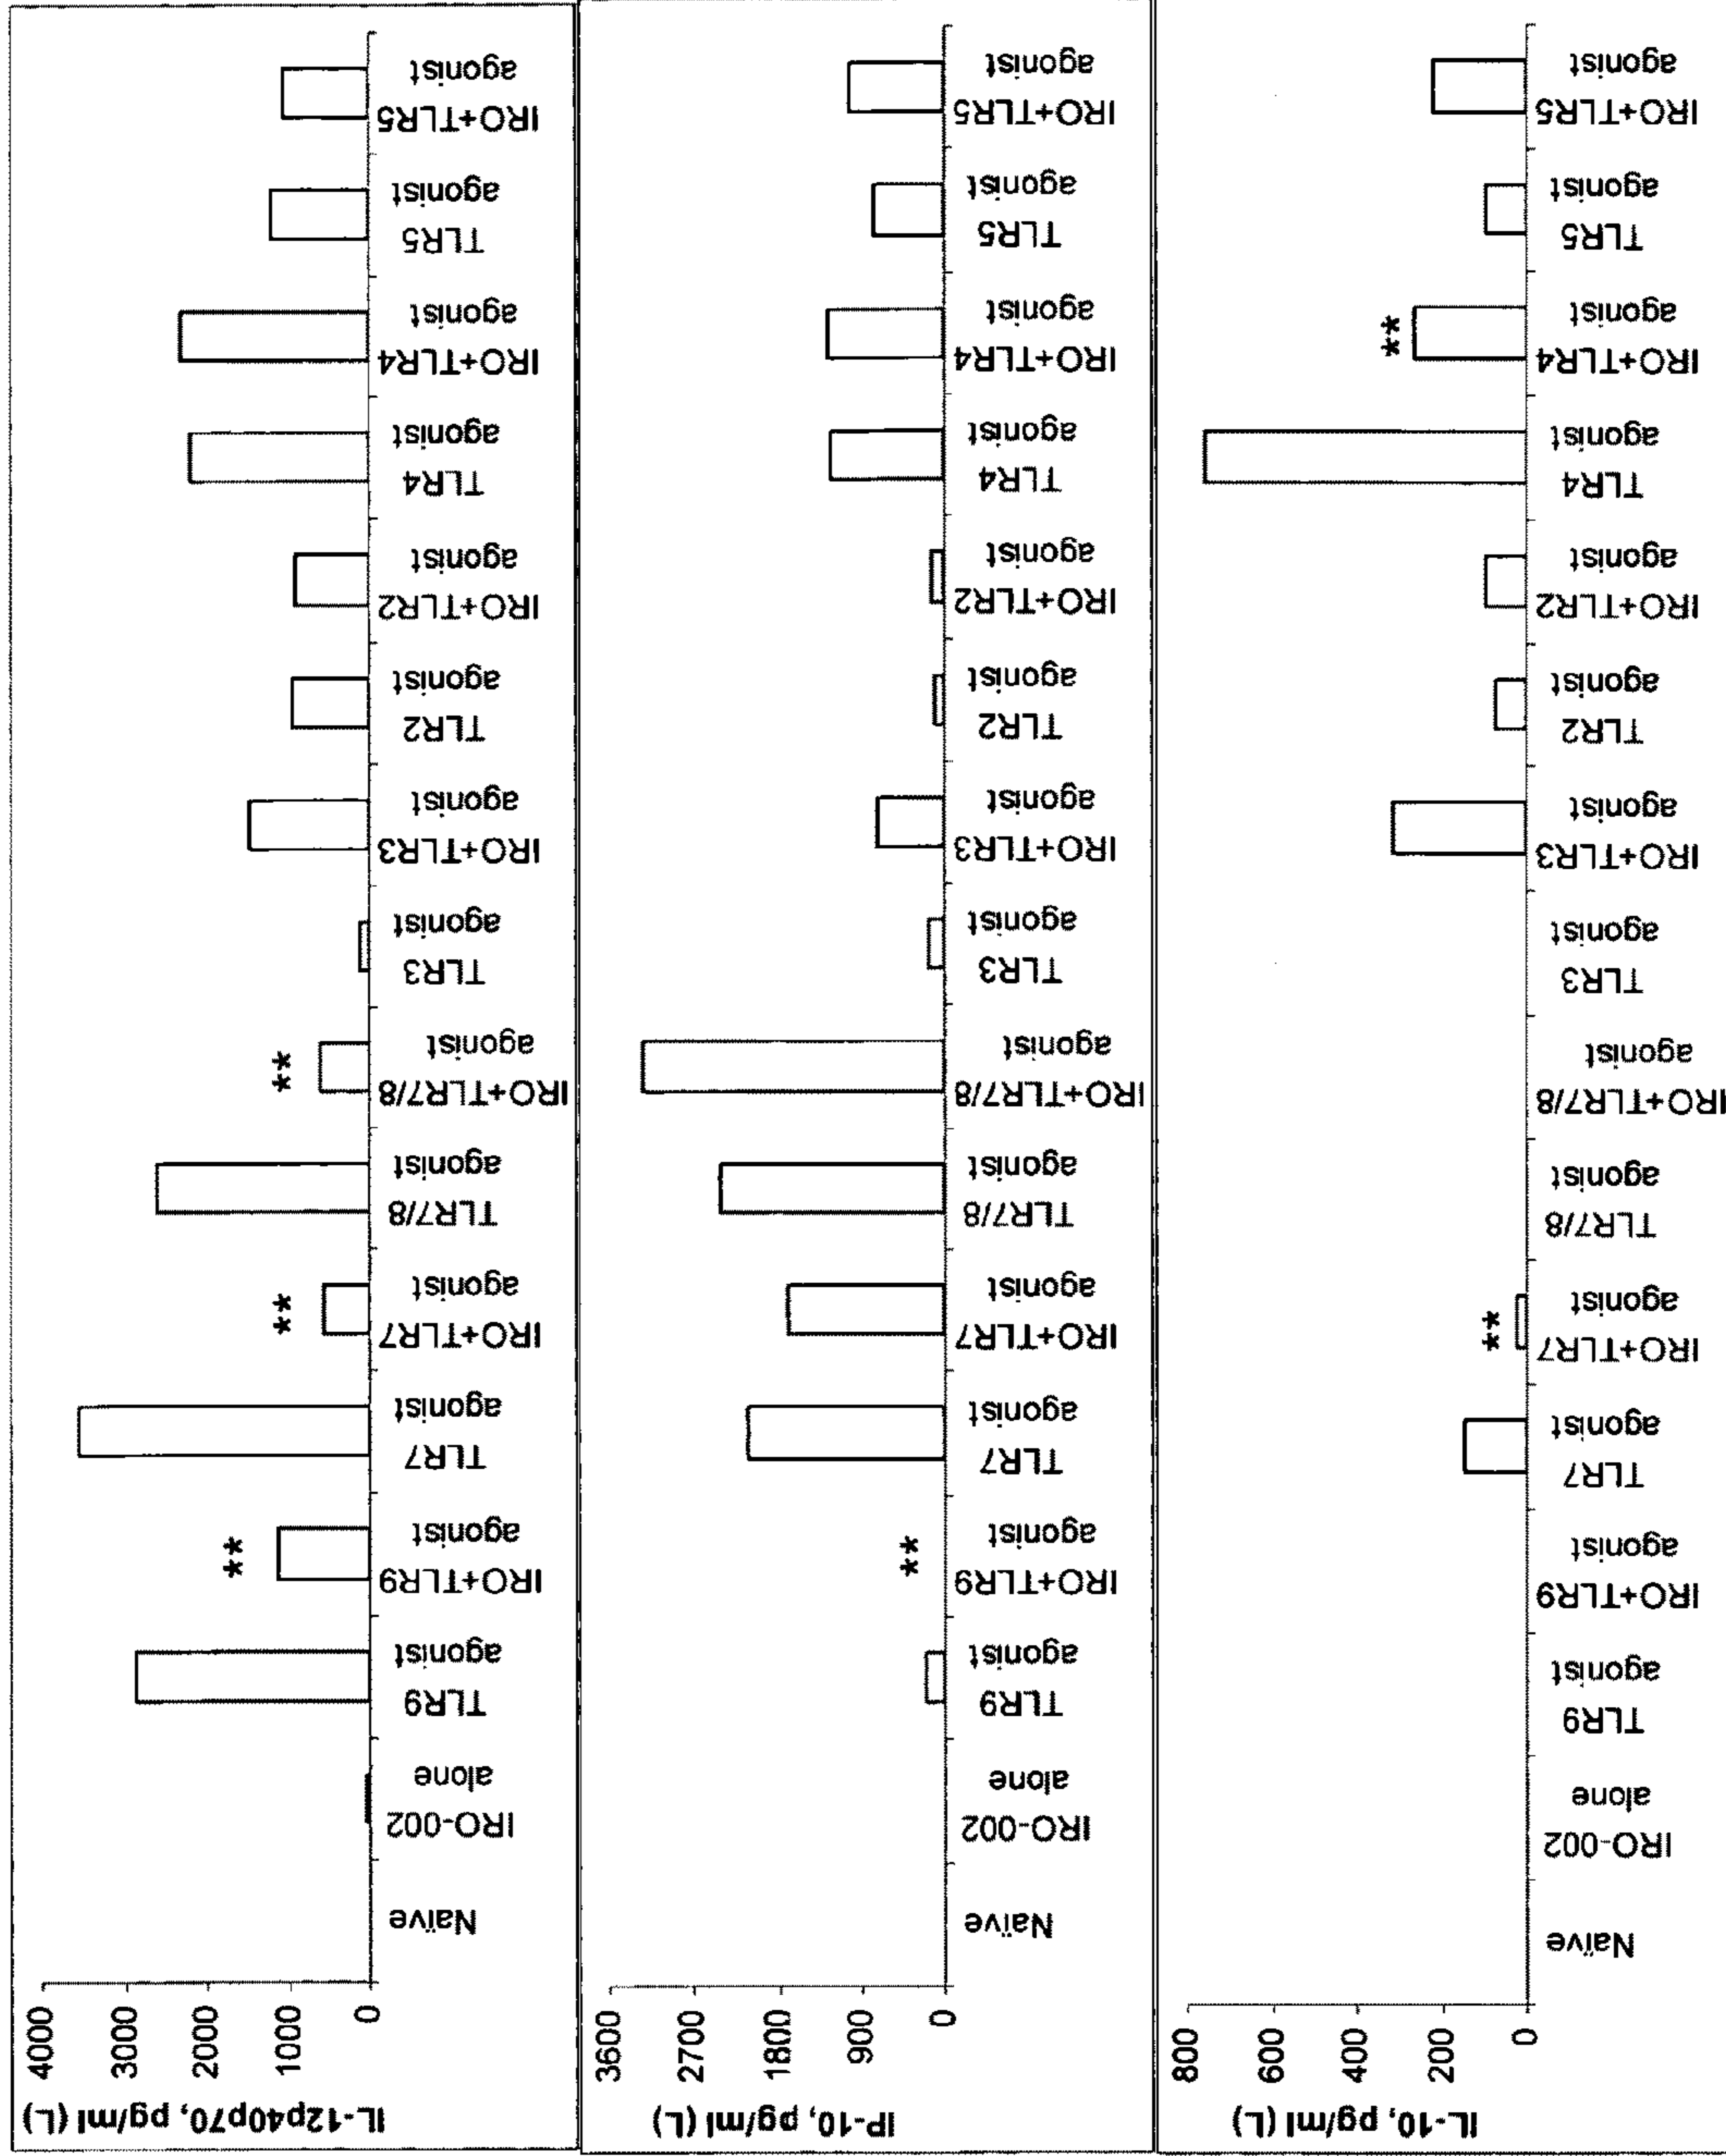 IL-12p40p70, pg/ml (L)
4000
3000
2000
1000
0
**
**
**
Naïve
IRO-002
alone
TLR9
agonist
IRO+TLR9
agonist
TLR7
agonist
IRO+TLR7
agonist
TLR7/8
agonist
IRO+TLR7/8
agonist
TLR3
agonist
IRO+TLR3
agonist
TLR2
agonist
IRO+TLR2
agonist
TLR4
agonist
IRO+TLR4
agonist
TLR5
agonist
IRO+TLR5
agonist
IP-10, pg/ml (L)
3600
2700
1800
900
0
**
Naïve
IRO-002
alone
TLR9
agonist
IRO+TLR9
agonist
TLR7
agonist
IRO+TLR7
agonist
TLR7/8
agonist
IRO+TLR7/8
agonist
TLR3
agonist
IRO+TLR3
agonist
TLR2
agonist
IRO+TLR2
agonist
TLR4
agonist
IRO+TLR4
agonist
TLR5
agonist
IRO+TLR5
agonist
IL-10, pg/ml (L)
800
600
400
200
0
**
**
Naïve
IRO-002
alone
TLR9
agonist
IRO+TLR9
agonist
TLR7
agonist
IRO+TLR7
agonist
TLR7/8
agonist
IRO+TLR7/8
agonist
TLR3
agonist
IRO+TLR3
agonist
TLR2
agonist
IRO+TLR2
agonist
TLR4
agonist
IRO+TLR4
agonist
TLR5
agonist
IRO+TLR5
agonist